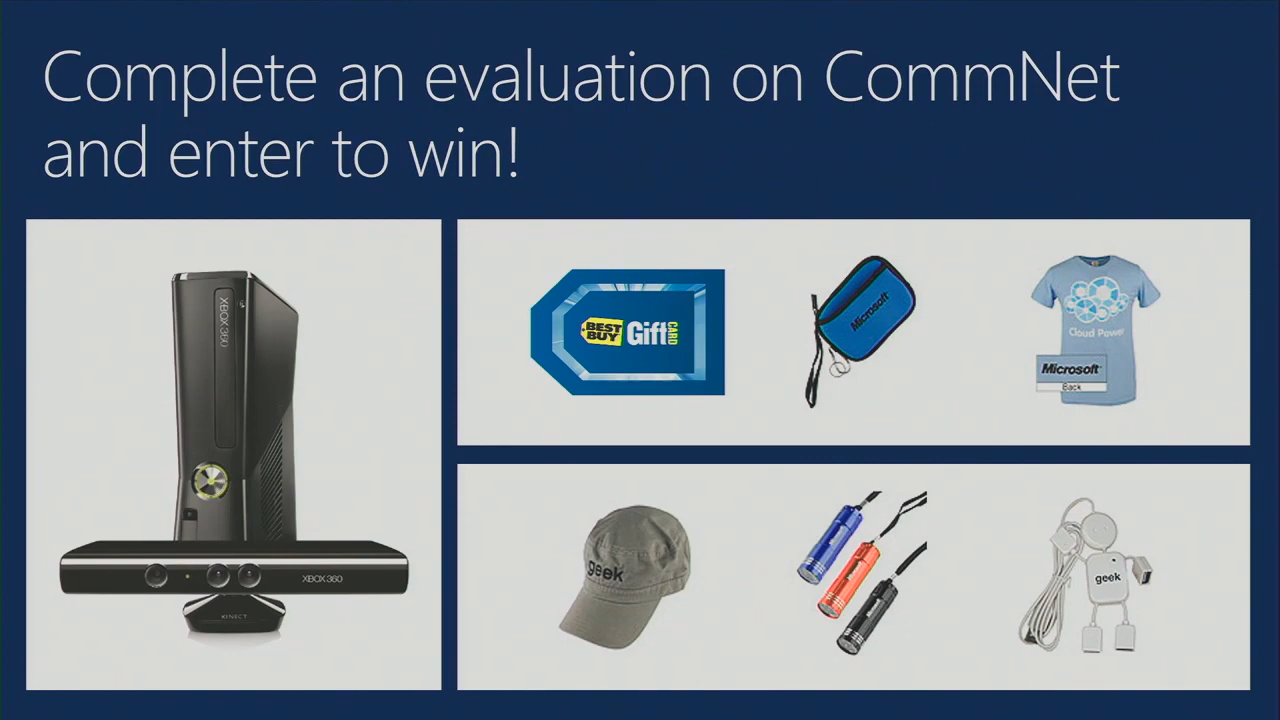 Complete an evaluation on CommNet
and enter to win!
XBOX 360
XBOX 360
KINECT
BEST
BUY
Gift
CARD
Microsoft
Cloud Power
Microsoft
Back
geek
geek